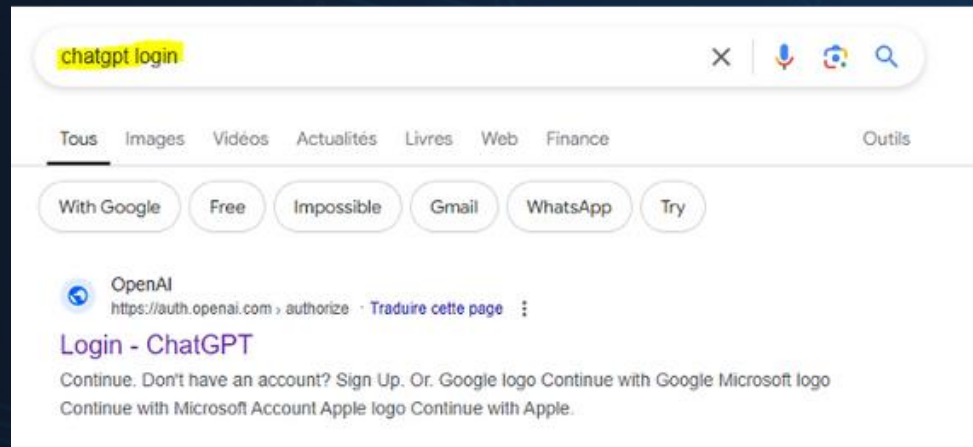 chatgpt login
Tous Images Vidéos Actualités Livres Web Finance Outils
With Google Free Impossible Gmail WhatsApp Try
OpenAI
https://auth.openai.com › authorize · Traduire cette page
Login - ChatGPT
Continue. Don't have an account? Sign Up. Or. Google logo Continue with Google Microsoft logo
Continue with Microsoft Account Apple logo Continue with Apple.